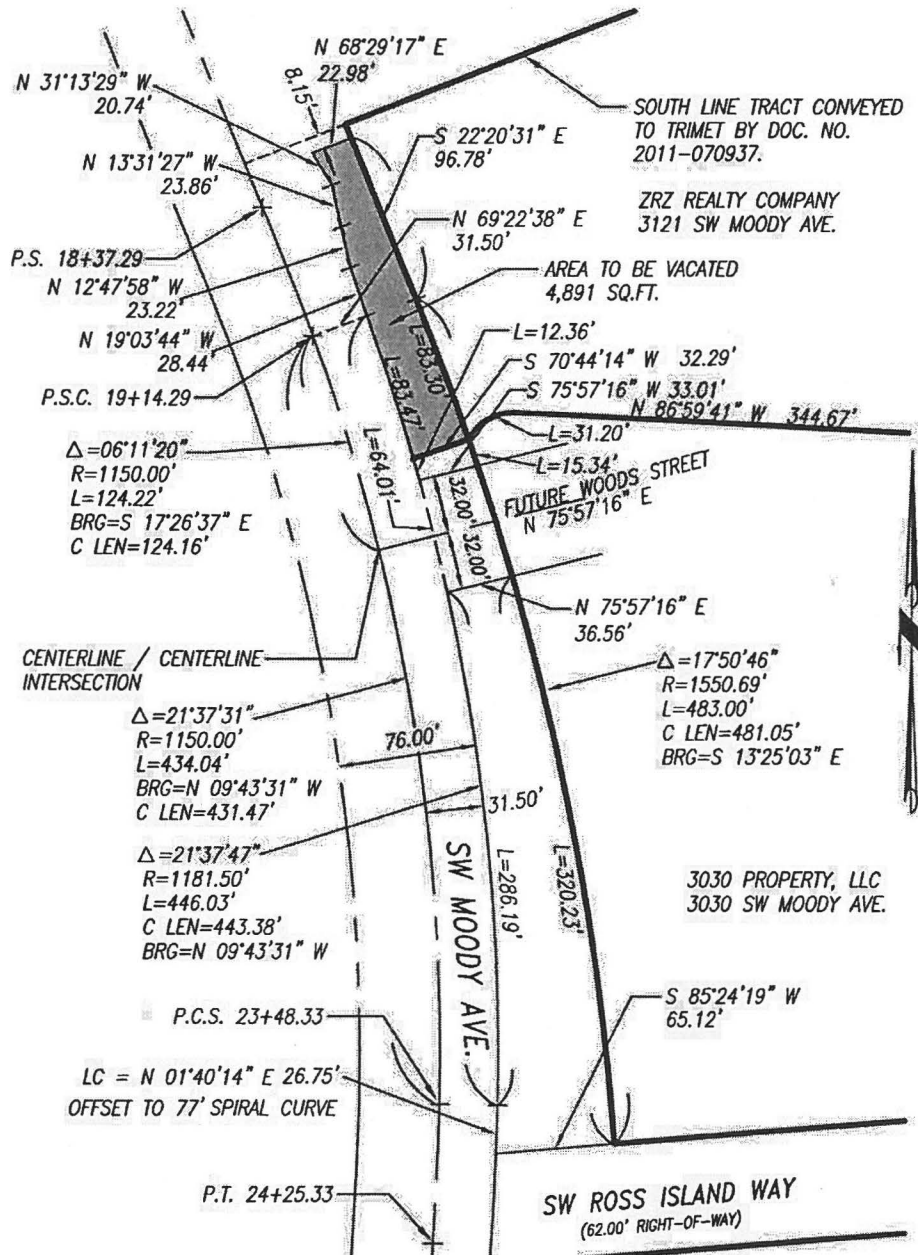 N 68°29'17" E
22.98'
8.15'
N 31°13'29" W
20.74'
SOUTH LINE TRACT CONVEYED
TO TRIMET BY DOC. NO.
2011-070937.
S 22°20'31" E
96.78'
N 13°31'27" W
23.86'
ZRZ REALTY COMPANY
3121 SW MOODY AVE.
N 69°22'38" E
31.50'
P.S. 18+37.29
AREA TO BE VACATED
4,891 SQ.FT.
N 12°47'58" W
23.22'
L=12.36'
N 19°03'44" W
28.44'
L=83.30'
S 70°44'14" W 32.29'
S 75°57'16" W 33.01'
L=83.47'
P.S.C. 19+14.29
N 86°59'41" W 344.67'
L=31.20'
L=15.34'
Δ=06°11'20"
R=1150.00'
L=124.22'
BRG=S 17°26'37" E
C LEN=124.16'
L=64.01'
32.00'
32.00'
FUTURE WOODS STREET
N 75°57'16" E
N 75°57'16" E
36.56'
CENTERLINE / CENTERLINE
INTERSECTION
Δ=17°50'46"
R=1550.69'
L=483.00'
C LEN=481.05'
BRG=S 13°25'03" E
Δ=21°37'31"
R=1150.00'
L=434.04'
BRG=N 09°43'31" W
C LEN=431.47'
76.00'
31.50'
Δ=21°37'47"
R=1181.50'
L=446.03'
C LEN=443.38'
BRG=N 09°43'31" W
SW MOODY AVE.
L=286.19'
L=320.23'
3030 PROPERTY, LLC
3030 SW MOODY AVE.
S 85°24'19" W
65.12'
P.C.S. 23+48.33
LC = N 01°40'14" E 26.75'
OFFSET TO 77' SPIRAL CURVE
P.T. 24+25.33
SW ROSS ISLAND WAY
(62.00' RIGHT-OF-WAY)